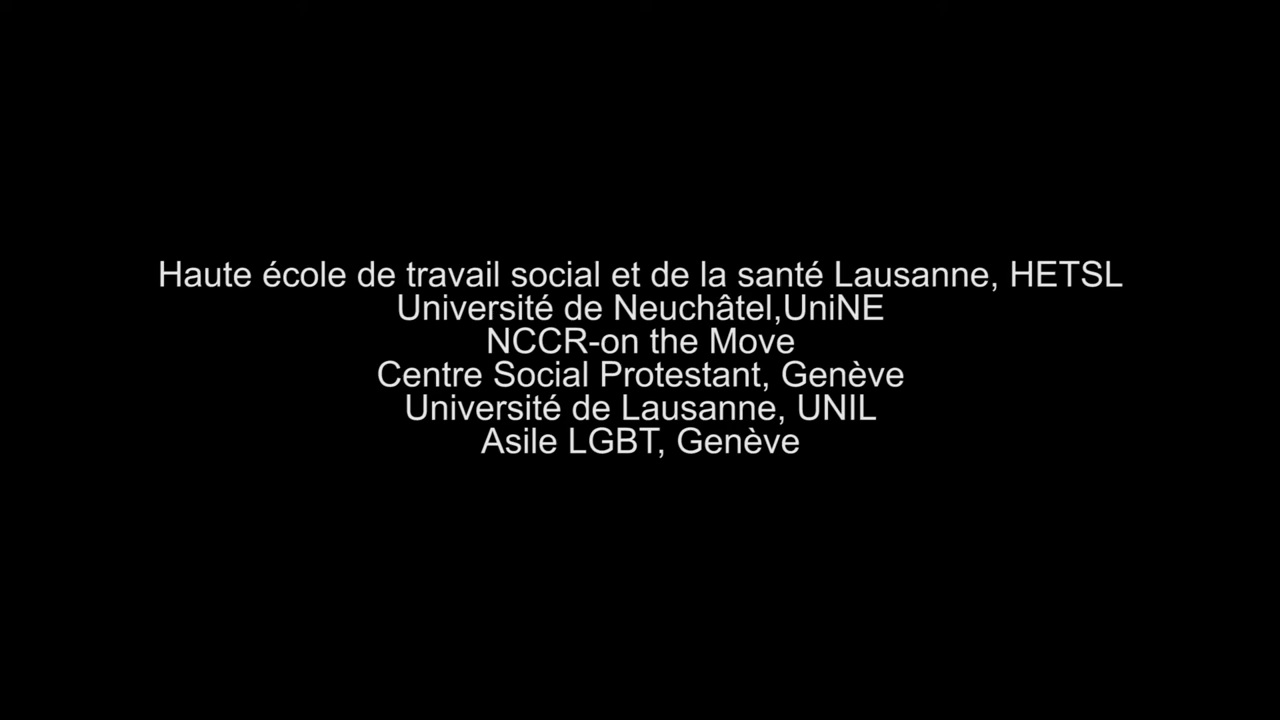 Haute école de travail social et de la santé Lausanne, HETSL
Université de Neuchâtel,UniNE
NCCR-on the Move
Centre Social Protestant, Genève
Université de Lausanne, UNIL
Asile LGBT, Genève